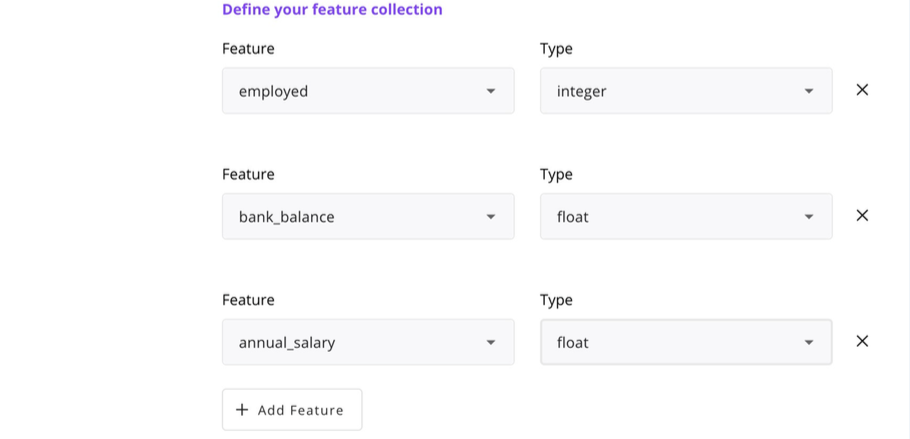 Define your feature collection
Feature Type
employed integer
Feature Type
bank_balance float
Feature Type
annual_salary float
Add Feature